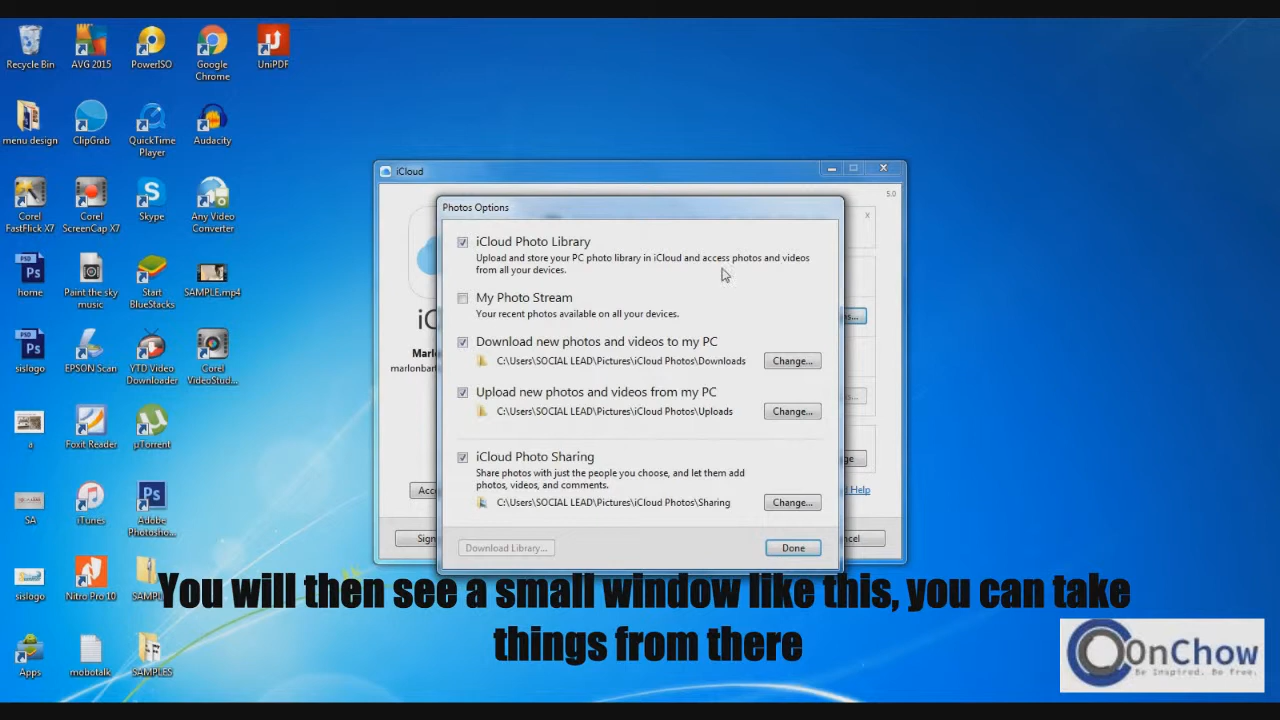 Recycle Bin
AVG 2015
PowerISO
Google
Chrome
UniPDF
menu design
ClipGrab
QuickTime
Player
Audacity
Corel
FastFlick X7
Corel
ScreenCap X7
Skype
Any Video
Converter
home
Paint the sky
music
Start
BlueStacks
SAMPLE.mp4
sislogo
EPSON Scan
YTD Video
Downloader
Corel
VideoStud...
a
Foxit Reader
µTorrent
SA
iTunes
Adobe
Photosho...
sislogo
Nitro Pro 10
SAMPL
Apps
mobotalk
SAMPLES
iCloud
5.0
x
Photos Options
iCloud Photo Library
Upload and store your PC photo library in iCloud and access photos and videos
from all your devices.
My Photo Stream
Your recent photos available on all your devices.
Download new photos and videos to my PC
C:\Users\SOCIAL LEAD\Pictures\iCloud Photos\Downloads
Change...
Upload new photos and videos from my PC
C:\Users\SOCIAL LEAD\Pictures\iCloud Photos\Uploads
Change...
iCloud Photo Sharing
Share photos with just the people you choose, and let them add
photos, videos, and comments.
C:\Users\SOCIAL LEAD\Pictures\iCloud Photos\Sharing
Change...
Download Library...
Done
Help
You will then see a small window like this, you can take
things from there
OnChow
Be Inspired. Be Free.